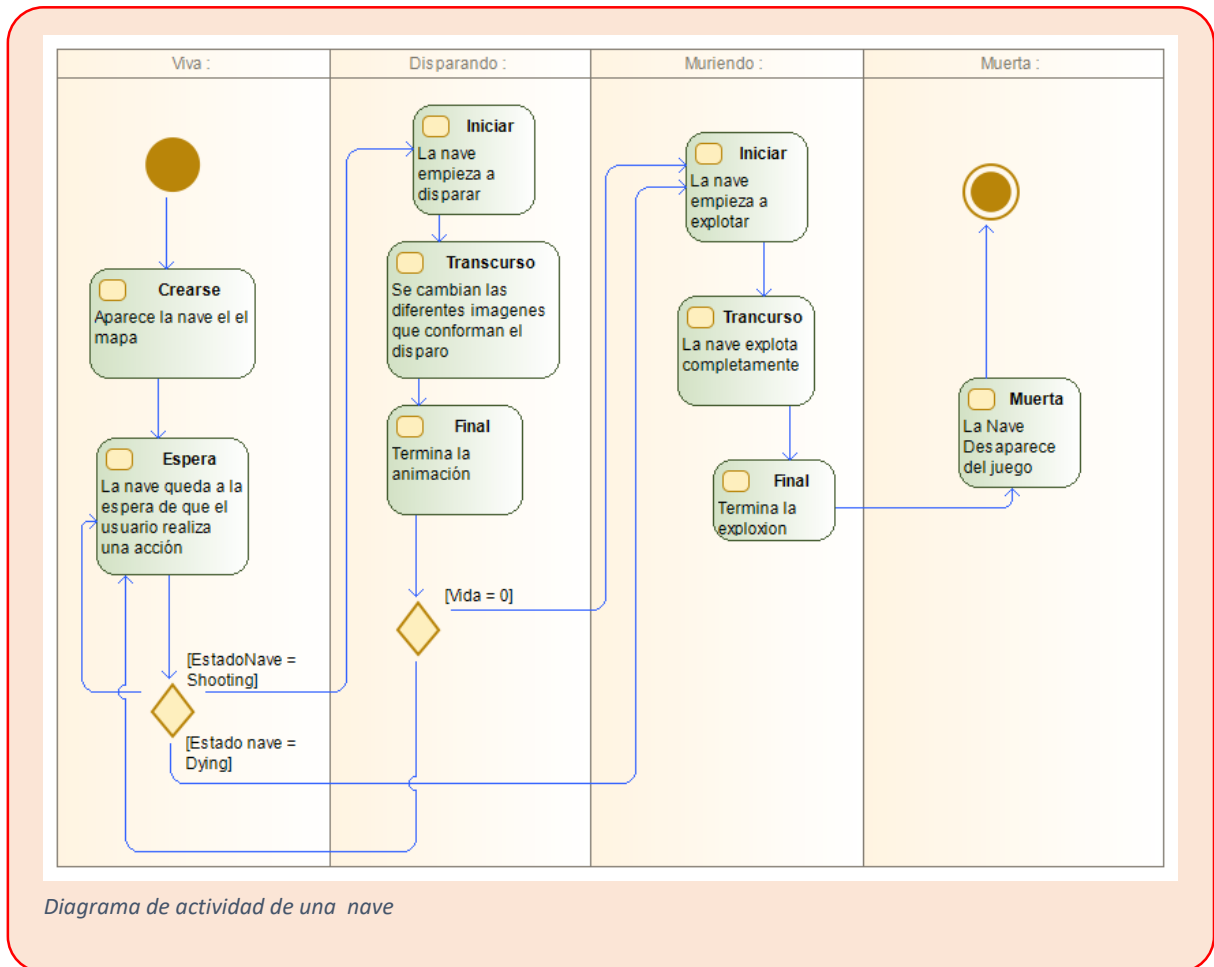 Viva :
Disparando :
Muriendo :
Muerta :
Crearse
Aparece la nave el el
mapa
Espera
La nave queda a la
espera de que el
usuario realiza
una acción
[EstadoNave =
Shooting]
[Estado nave =
Dying]
Iniciar
La nave
empieza a
disparar
Transcurso
Se cambian las
diferentes imagenes
que conforman el
disparo
Final
Termina la
animación
[Vida = 0]
Iniciar
La nave
empieza a
explotar
Trancurso
La nave explota
completamente
Final
Termina la
exploxion
Muerta
La Nave
Desaparece
del juego
Diagrama de actividad de una nave